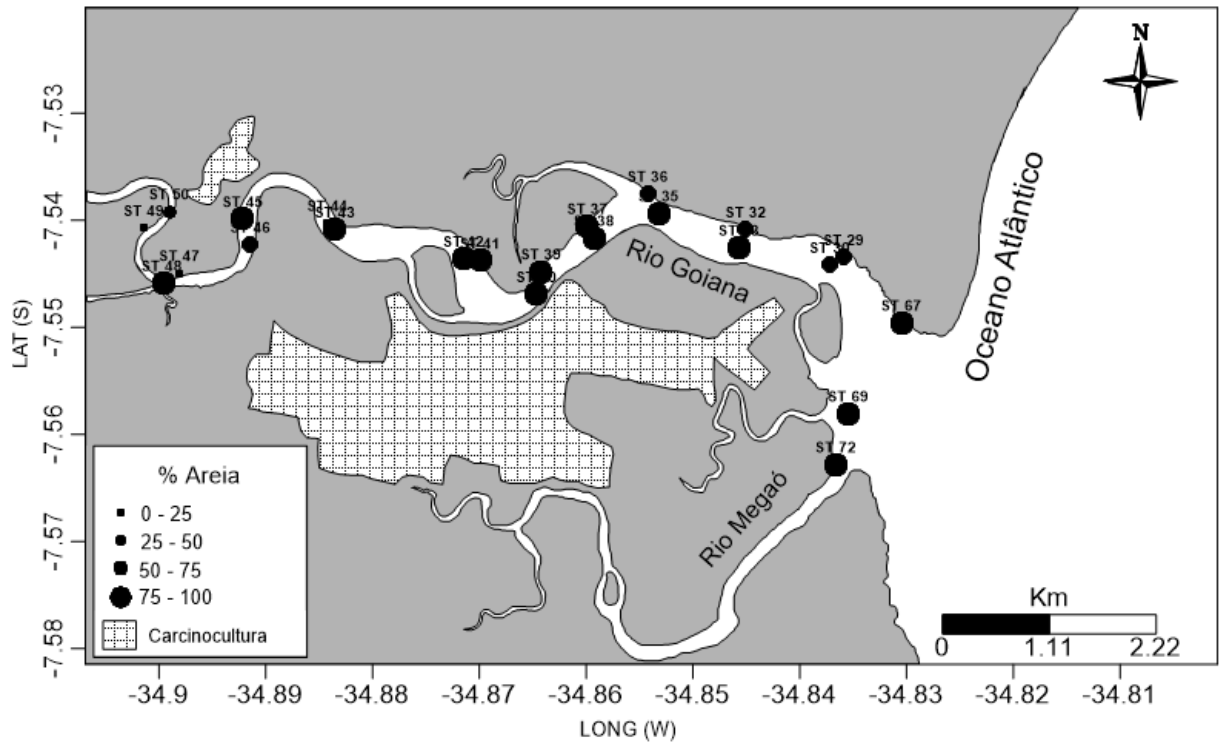 N
LAT (S)
-7.53
-7.54
-7.55
-7.56
-7.57
-7.58
ST 50
ST 49
ST 45
ST 46
ST 47
ST 48
ST 44
ST 43
ST 41
ST 39
ST 37
ST 36
ST 35
ST 32
ST 29
ST 30
ST 67
ST 69
ST 72
Rio Goiana
Rio Megaó
Oceano Atlântico
% Areia
0 - 25
25 - 50
50 - 75
75 - 100
Carcinocultura
Km
0 1.11 2.22
-34.9 -34.89 -34.88 -34.87 -34.86 -34.85 -34.84 -34.83 -34.82 -34.81
LONG (W)